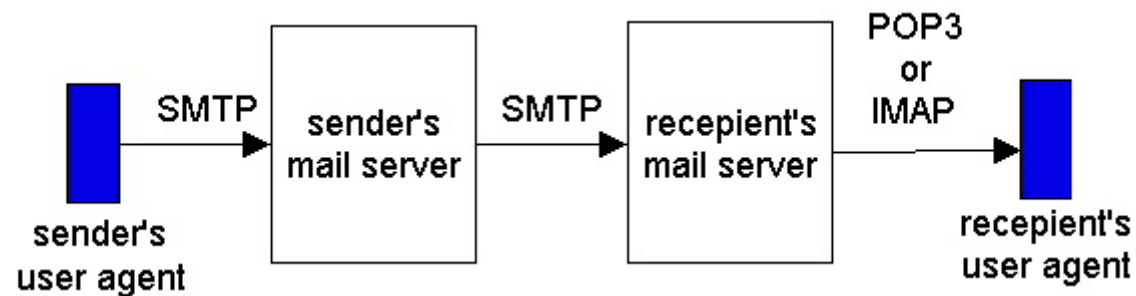 sender's
user agent
SMTP
sender's
mail server
SMTP
recepient's
mail server
POP3
or
IMAP
recepient's
user agent